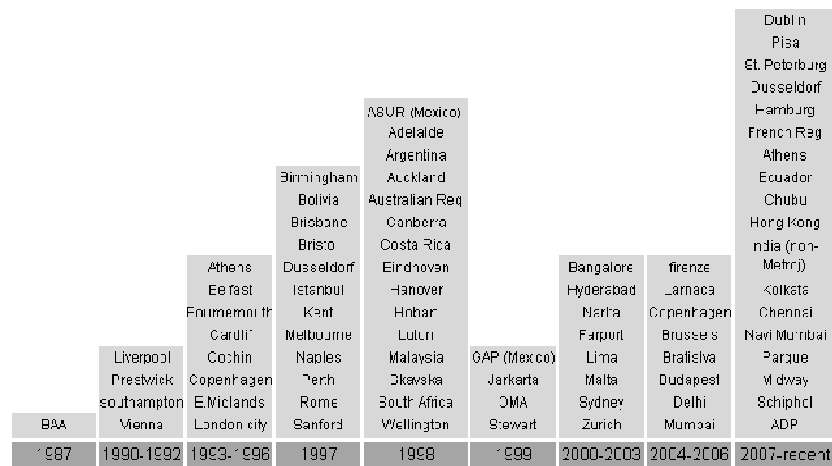 BAA
1987
Liverpool
Prestwick
southampton
Vienna
1990-1992
Athens
Belfast
Bournemouth
Cardiff
Cochin
Copenhagen
E.Midlands
London city
1993-1996
Birmingham
Bolivia
Brisbane
Bristo
Dusseldorf
Istanbul
Kent
Melbourne
Naples
Perth
Rome
Sanford
1997
ASUR (Mexico)
Adelaide
Argentina
Auckland
Australian Reg
Canberra
Costa Rica
Eindhoven
Hanover
Hobart
Luton
Malaysia
South Africa
Wellington
1998
GAP (Mexico)
Jarkarta
OMA
Stewart
1999
Bangalore
Hyderabad
Narita
Lima
Malta
Sydney
Zurich
2000-2003
firenze
Larnaca
Copenhagen
Brussels
Bratislva
Budapest
Delhi
Mumbai
2004-2006
Dublin
Pisa
St. Peterburg
Dusseldorf
Hamburg
French Reg
Athens
Ecuador
Chubu
Hong Kong
India (non-
Metro)
Kolkata
Chennai
Navi Mumbai
Prague
Midway
Schiphol
ADP
2007-recent